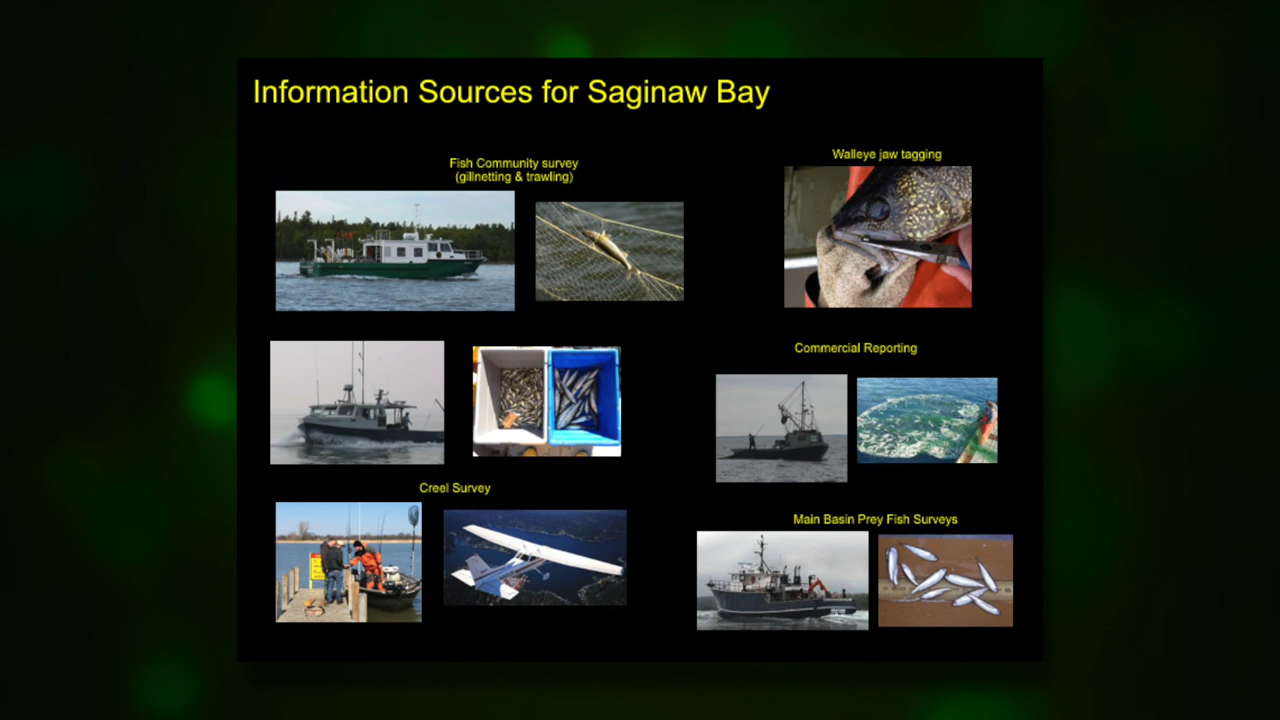 Information Sources for Saginaw Bay
Fish Community survey
(gillnetting & trawling)
Walleye jaw tagging
Commercial Reporting
Creel Survey
Main Basin Prey Fish Surveys